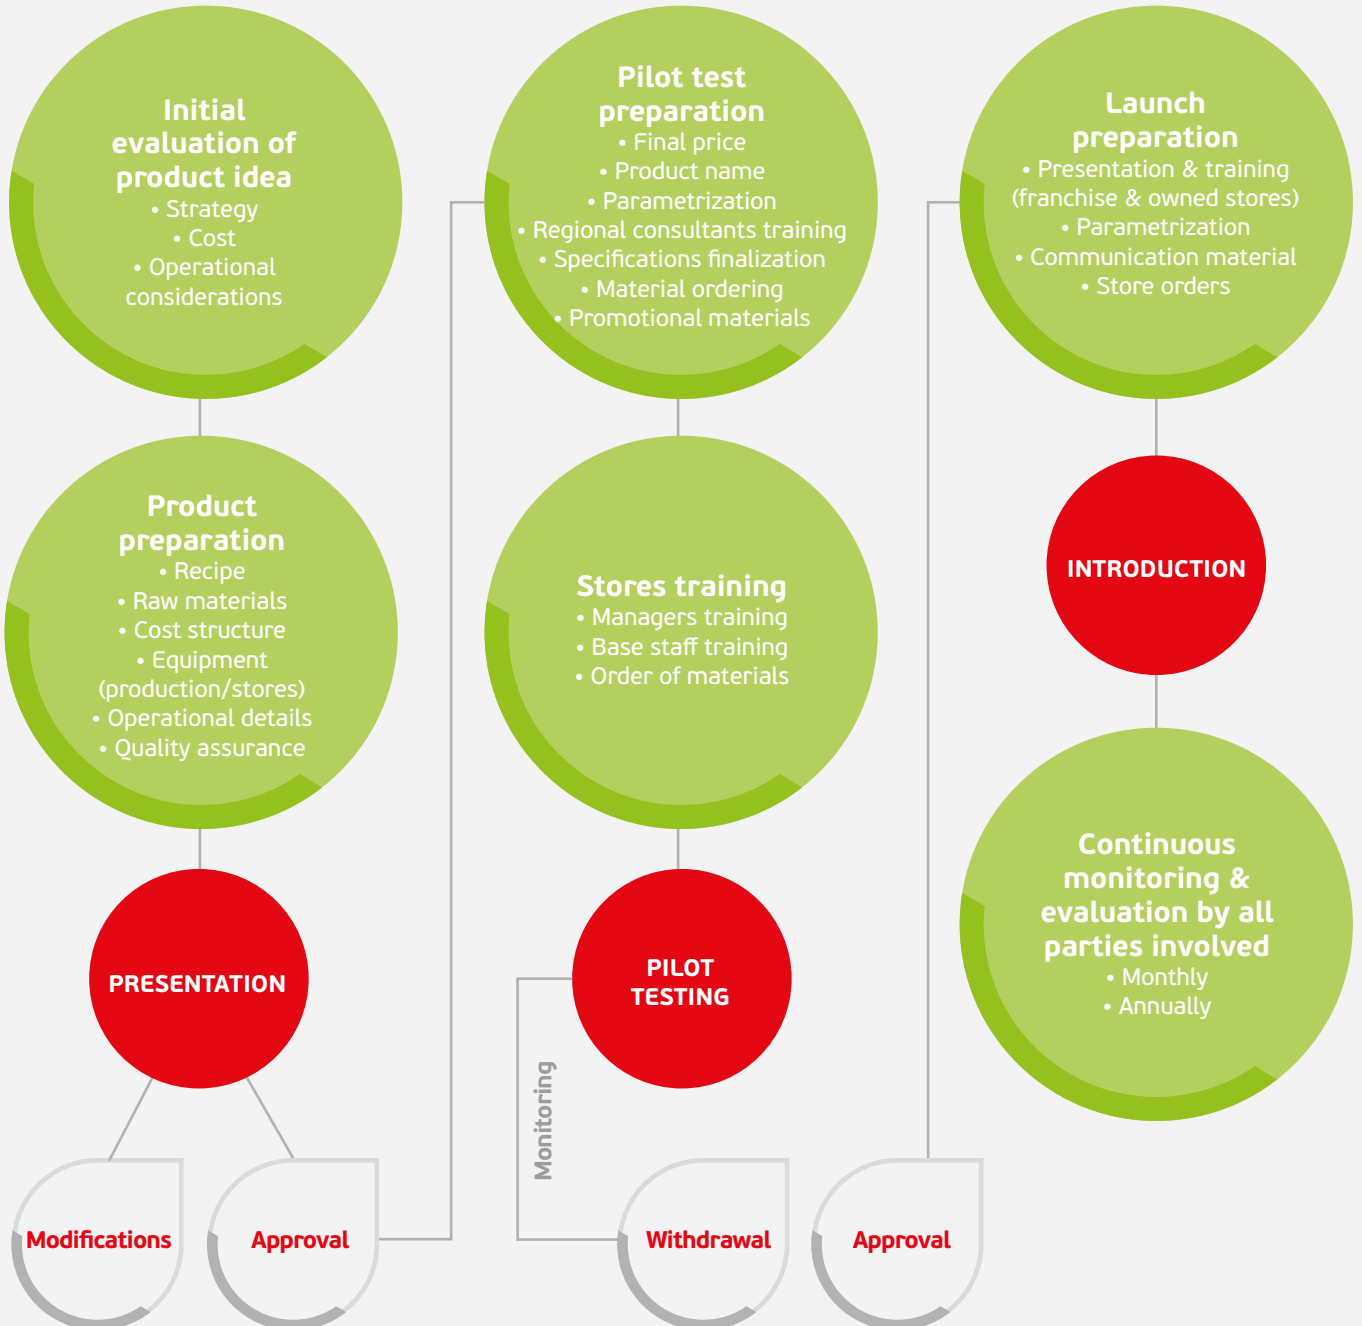 Initial
evaluation of
product idea
• Strategy
• Cost
• Operational
considerations
Product
preparation
• Recipe
• Raw materials
• Cost structure
• Equipment
(production/stores)
• Operational details
• Quality assurance
PRESENTATION
Modifications
Approval
Pilot test
preparation
• Final price
• Product name
• Parametrization
• Regional consultants training
• Specifications finalization
• Material ordering
• Promotional materials
Stores training
• Managers training
• Base staff training
• Order of materials
PILOT
TESTING
Monitoring
Withdrawal
Approval
Launch
preparation
• Presentation & training
(franchise & owned stores)
• Parametrization
• Communication material
• Store orders
INTRODUCTION
Continuous
monitoring &
evaluation by all
parties involved
• Monthly
• Annually